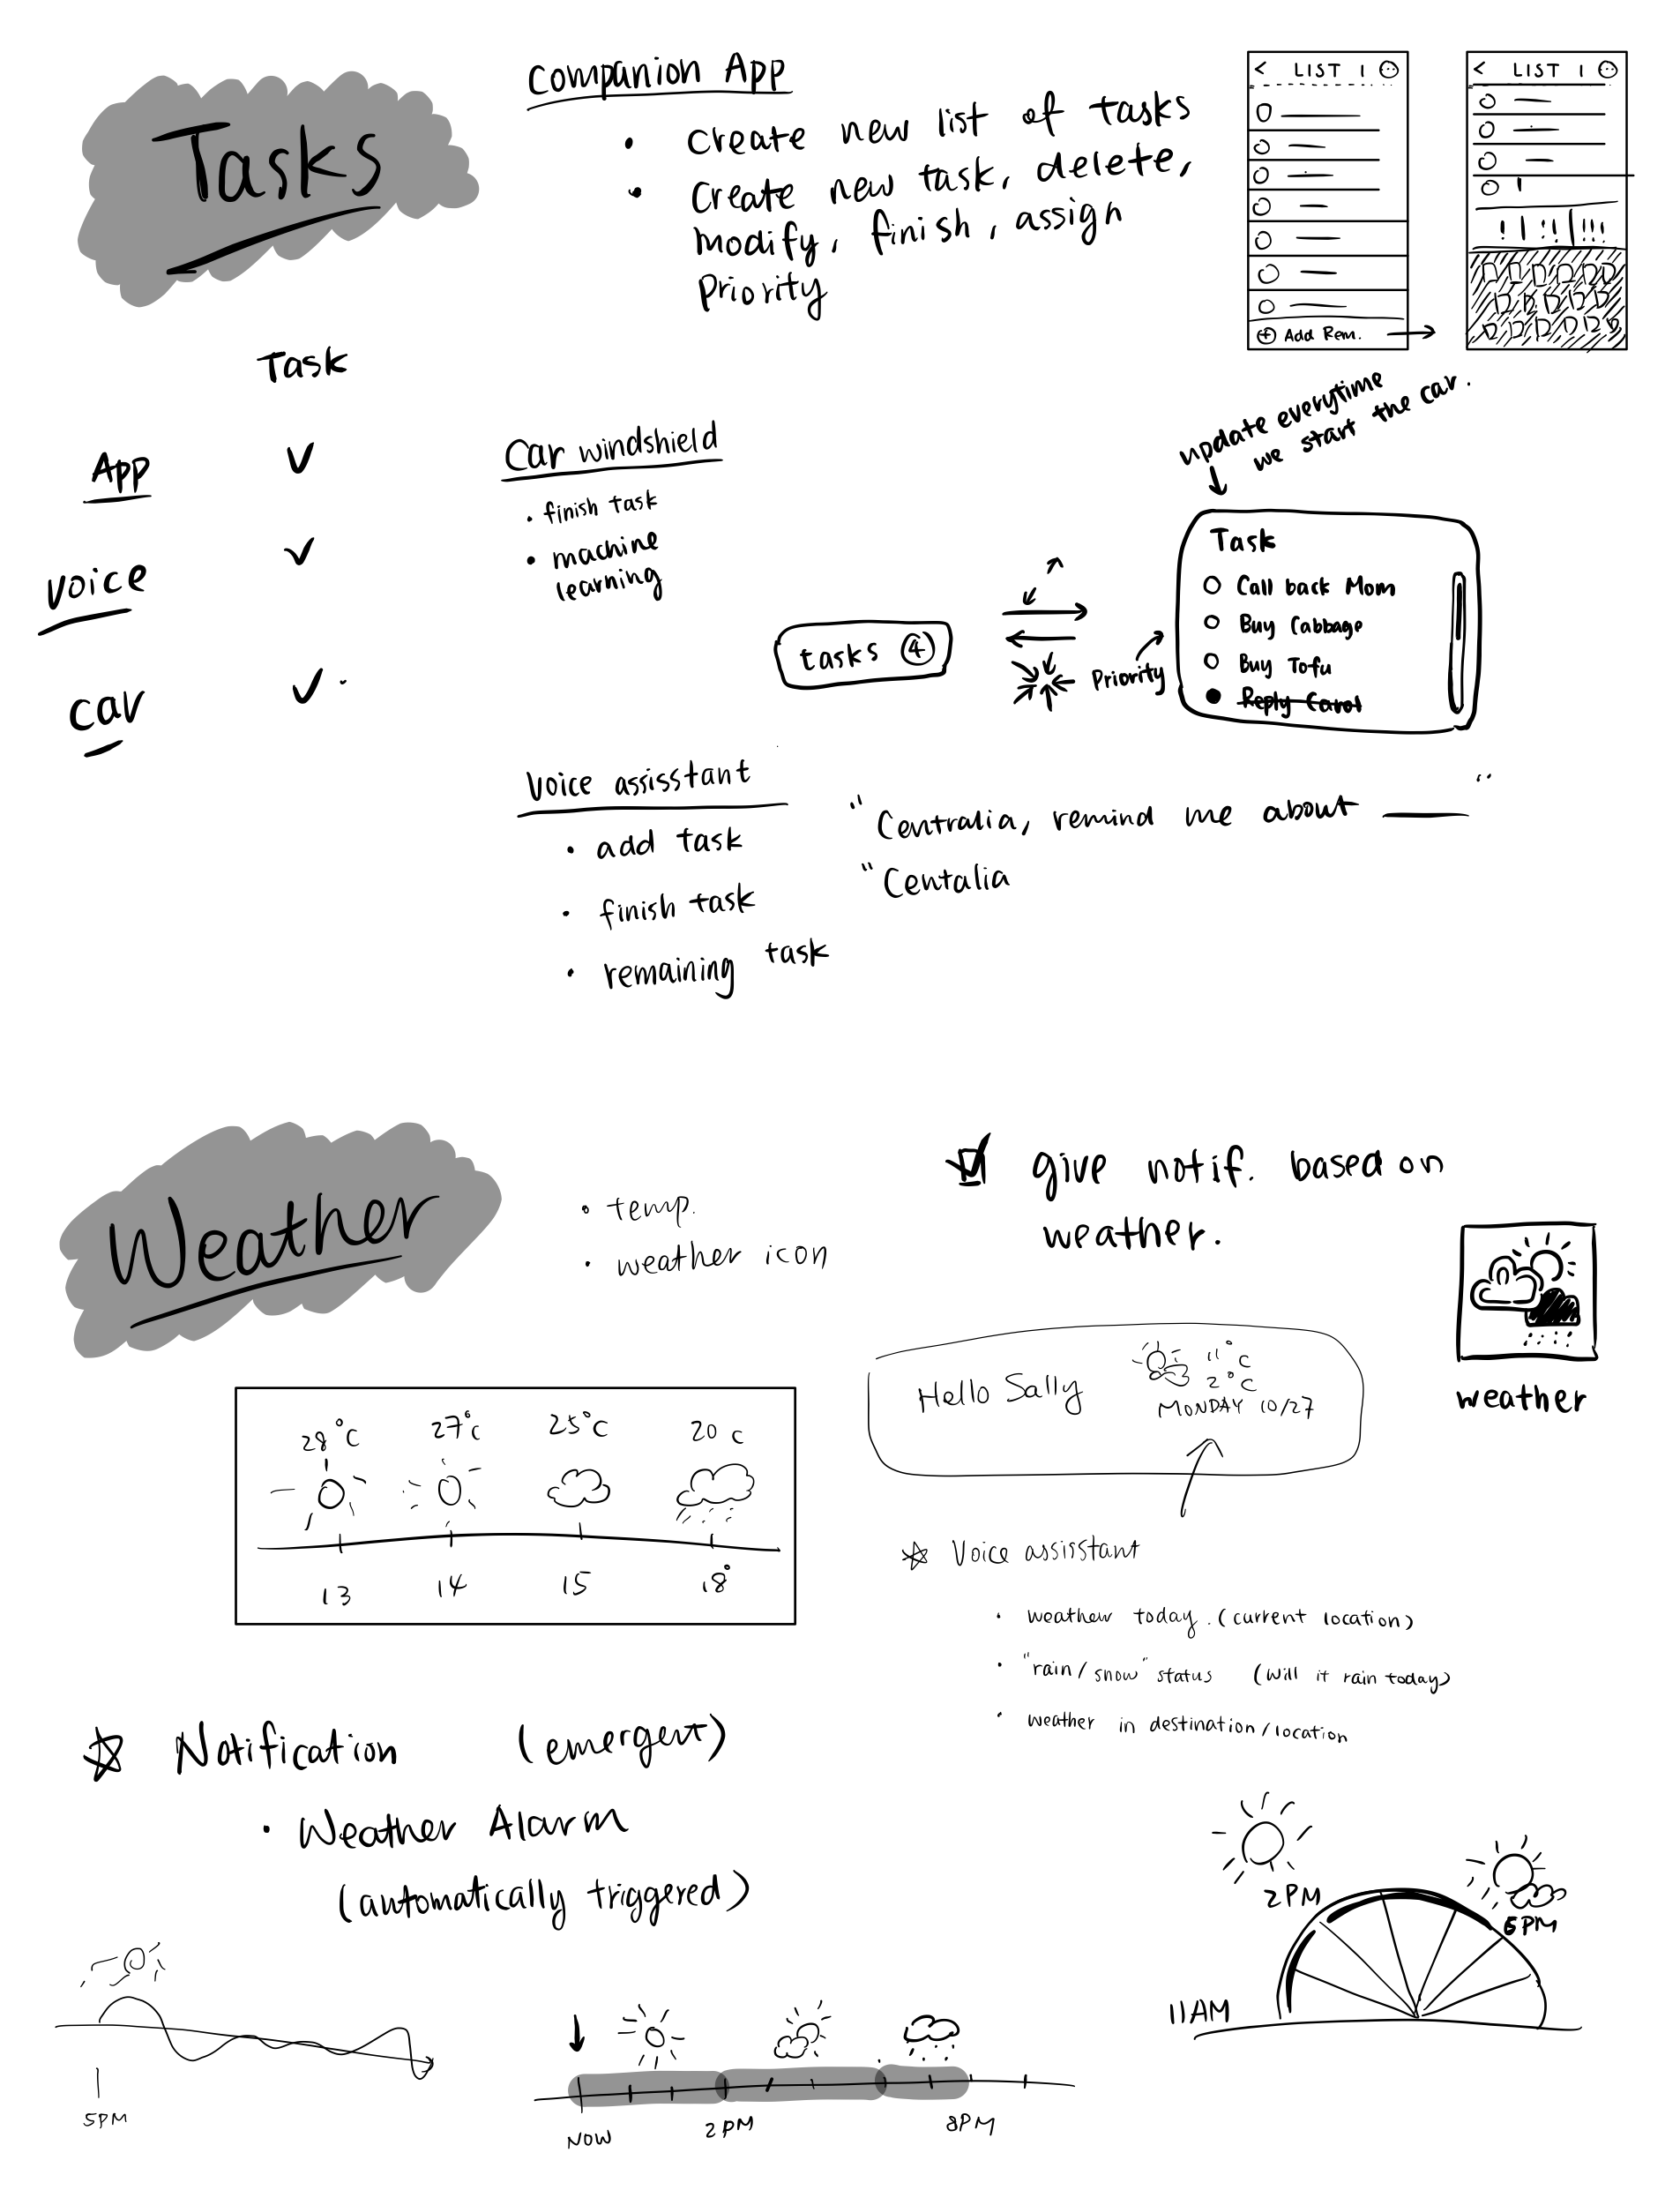 Tasks
Companion App
• Create new list of tasks
• Create new task, delete,
modify, finish, assign
Priority
< LIST 1
+ Add Rem.
< LIST 1
!
! | !! | !!!
Task
App ✓
Voice ✓
Car ✓
Car windshield
• finish task
• machine
learning
update everytime
we start the car.
tasks 4
Priority
Task
Call back Mom
Buy Cabbage
Buy Tofu
Reply Carol
Voice assisstant
• add task
• finish task
• remaining task
"Centralia, remind me about ——"
"Centalia
Weather
• temp.
• weather icon
☑ give notif. based on
weather.
weather
Hello Sally
11°C
2°C
MONDAY 10/27
28°C 27°C 25°C 20 C
13 14 15 18°
☆ Voice assisstant
• weather today. (current location)
• "rain/snow" status (will it rain today)
• weather in destination/location
☆ Notification (emergent)
• Weather Alarm
(automatically triggered)
5PM
NOW 2PM 8PM
11AM 2PM 6PM